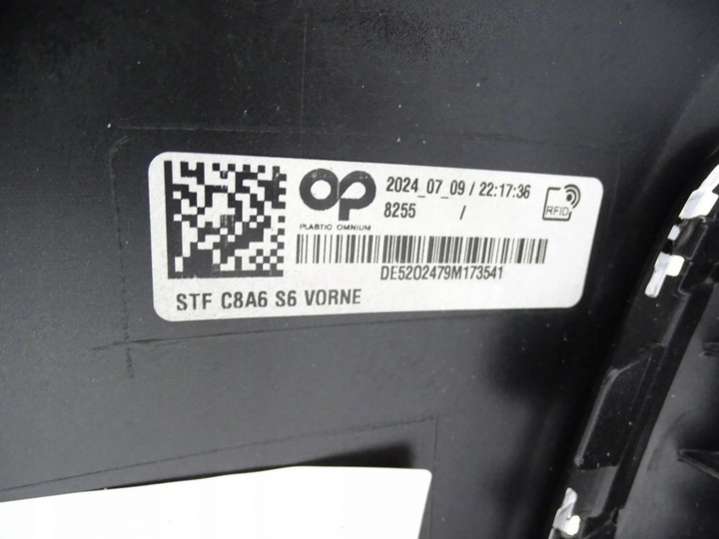 OP
PLASTIC OMNIUM
2024_07_09 / 22:17:36
8255 /
RFID
DE5202479M173541
STF C8A6 S6 VORNE